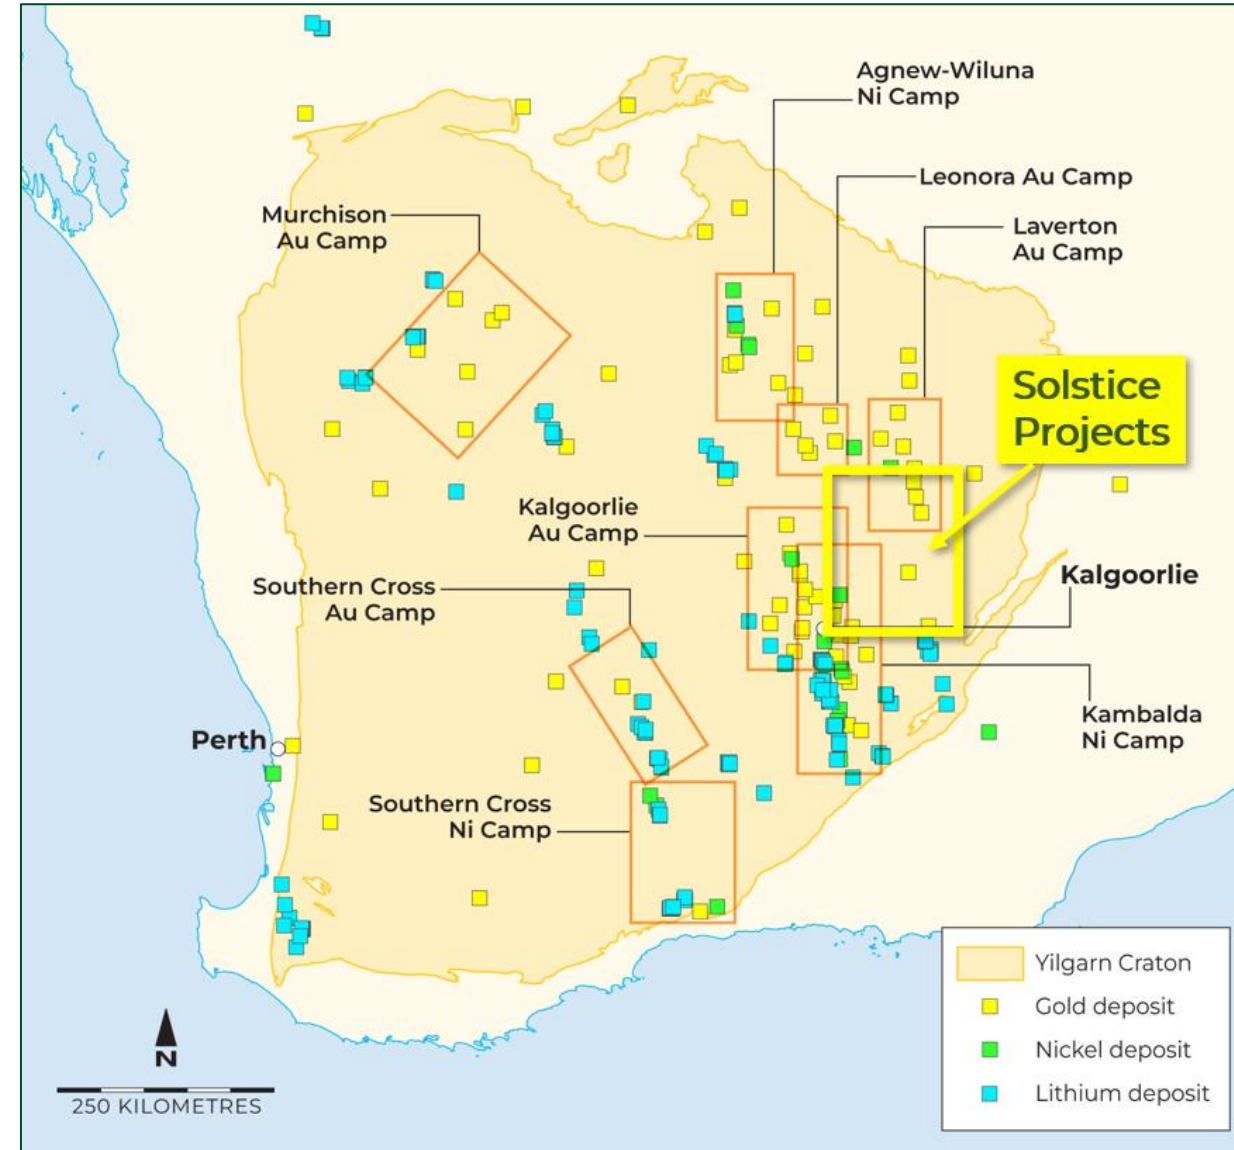 Agnew-Wiluna
Ni Camp
Leonora Au Camp
Murchison
Au Camp
Laverton
Au Camp
Solstice
Projects
Kalgoorlie
Au Camp
Kalgoorlie
Southern Cross
Au Camp
Kambalda
Ni Camp
Perth
Southern Cross
Ni Camp
Yilgarn Craton
Gold deposit
Nickel deposit
Lithium deposit
N
250 KILOMETRES